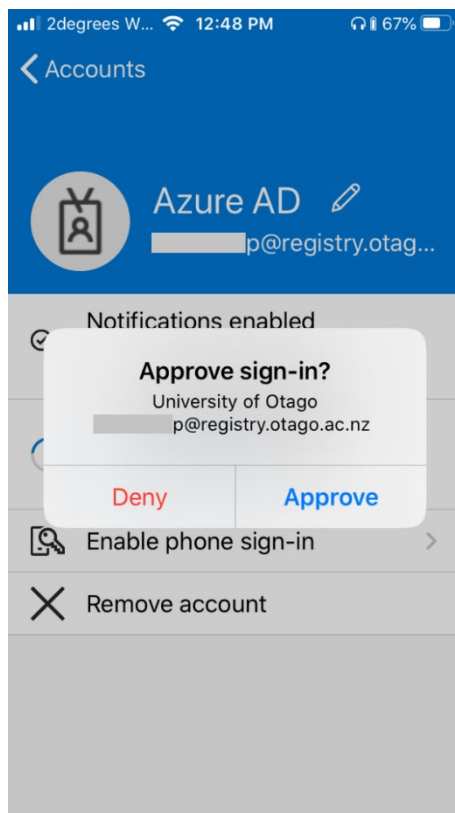 2degrees W... 12:48 PM 67%
Accounts
Azure AD
p@registry.otag...
Notifications enabled
Approve sign-in?
University of Otago
p@registry.otago.ac.nz
Deny Approve
Enable phone sign-in
Remove account